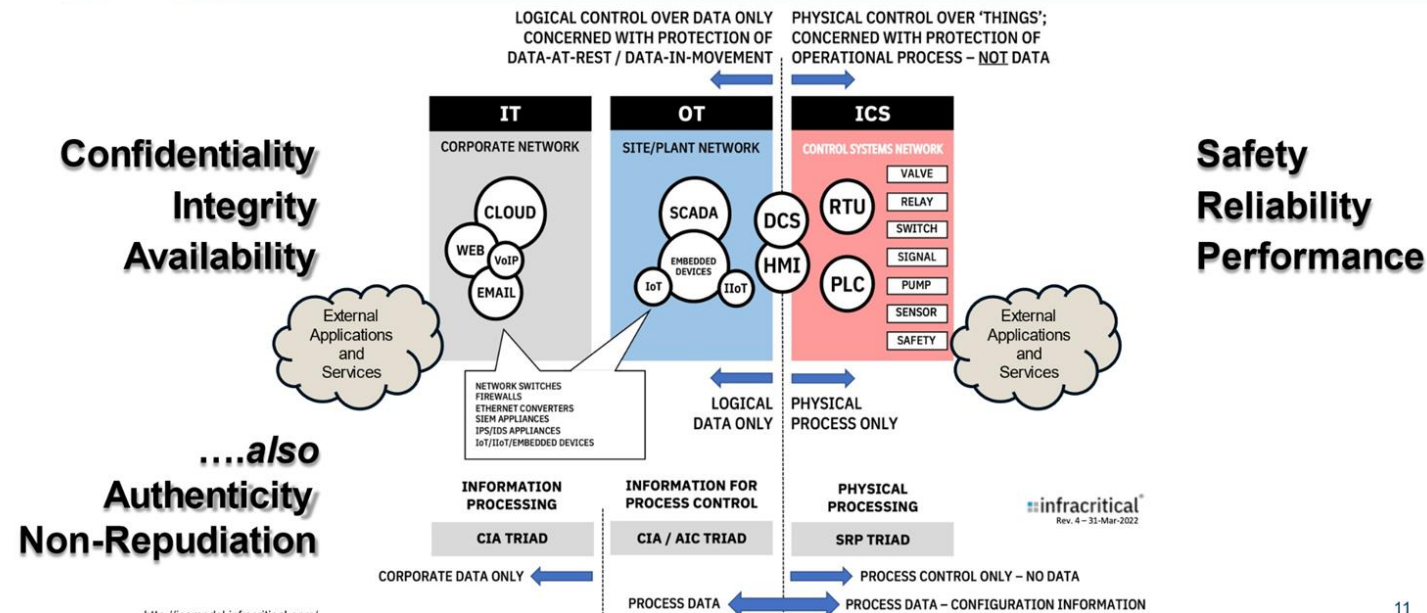 LOGICAL CONTROL OVER DATA ONLY
CONCERNED WITH PROTECTION OF
DATA-AT-REST / DATA-IN-MOVEMENT
PHYSICAL CONTROL OVER ‘THINGS’;
CONCERNED WITH PROTECTION OF
OPERATIONAL PROCESS – NOT DATA
Confidentiality
Integrity
Availability
IT
CORPORATE NETWORK
CLOUD
WEB
VoIP
EMAIL
OT
SITE/PLANT NETWORK
SCADA
EMBEDDED
DEVICES
IoT
IIoT
DCS
HMI
ICS
CONTROL SYSTEMS NETWORK
RTU
PLC
VALVE
RELAY
SWITCH
SIGNAL
PUMP
SENSOR
SAFETY
Safety
Reliability
Performance
External
Applications
and
Services
External
Applications
and
Services
NETWORK SWITCHES
FIREWALLS
ETHERNET CONVERTERS
SIEM APPLIANCES
IPS/IDS APPLIANCES
IoT/IIoT/EMBEDDED DEVICES
LOGICAL
DATA ONLY
PHYSICAL
PROCESS ONLY
....also
Authenticity
Non-Repudiation
INFORMATION
PROCESSING
CIA TRIAD
INFORMATION FOR
PROCESS CONTROL
CIA / AIC TRIAD
PHYSICAL
PROCESSING
SRP TRIAD
infracritical®
Rev. 4 – 31-Mar-2022
CORPORATE DATA ONLY
PROCESS CONTROL ONLY – NO DATA
PROCESS DATA
PROCESS DATA – CONFIGURATION INFORMATION
11